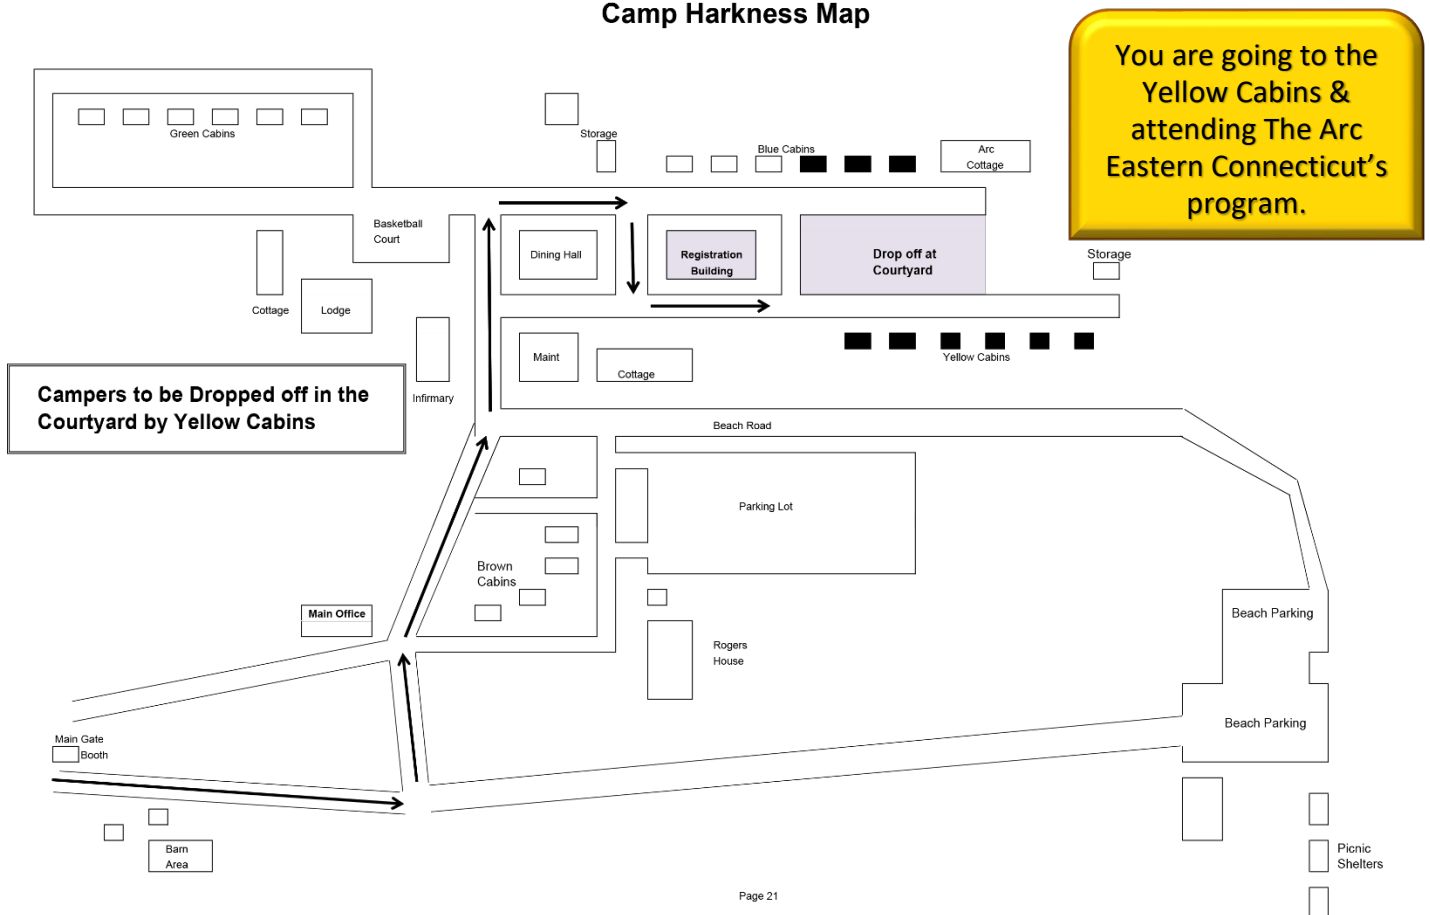 Camp Harkness Map
You are going to the
Yellow Cabins &
attending The Arc
Eastern Connecticut’s
program.
Green Cabins
Storage
Blue Cabins
Arc
Cottage
Basketball
Court
Dining Hall
Registration
Building
Drop off at
Courtyard
Storage
Cottage
Lodge
Infirmary
Maint
Cottage
Yellow Cabins
Campers to be Dropped off in the
Courtyard by Yellow Cabins
Beach Road
Parking Lot
Brown
Cabins
Main Office
Rogers
House
Beach Parking
Beach Parking
Main Gate
Booth
Barn
Area
Picnic
Shelters
Page 21